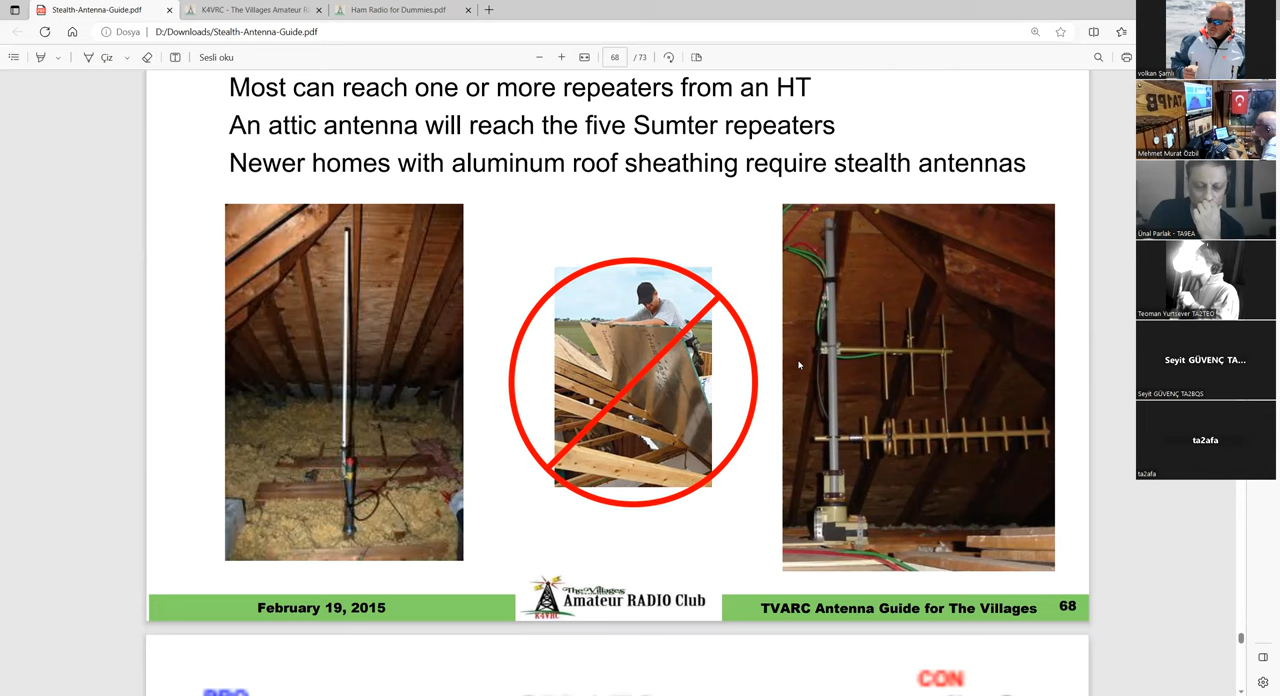 Stealth-Antenna-Guide.pdf
K4VRC - The Villages Amateur
Ham Radio for Dummies.pdf
Dosya
D:/Downloads/Stealth-Antenna-Guide.pdf
Çiz
Sesli oku
68 / 73
Most can reach one or more repeaters from an HT
An attic antenna will reach the five Sumter repeaters
Newer homes with aluminum roof sheathing require stealth antennas
February 19, 2015
The Villages
Amateur RADIO Club
K4VRC
TVARC Antenna Guide for The Villages
68
PRO
CON
volkan Şamlı
TA1PB
Mehmet Murat Özbil
Ünal Parlak - TA9EA
Teoman Yurtsever TA2TEO
Seyit GÜVENÇ TA...
Seyit GÜVENÇ TA2BQS
ta2afa
ta2afa